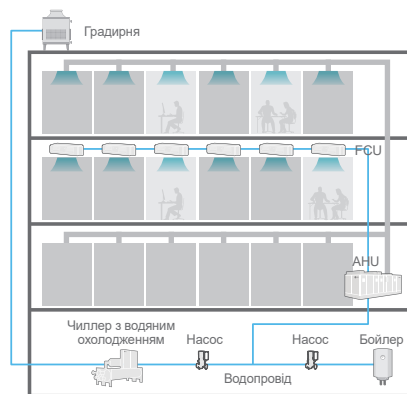 Градирня
FCU
AHU
Чиллер з водяним
охолодженням
Насос
Насос
Бойлер
Водопровід